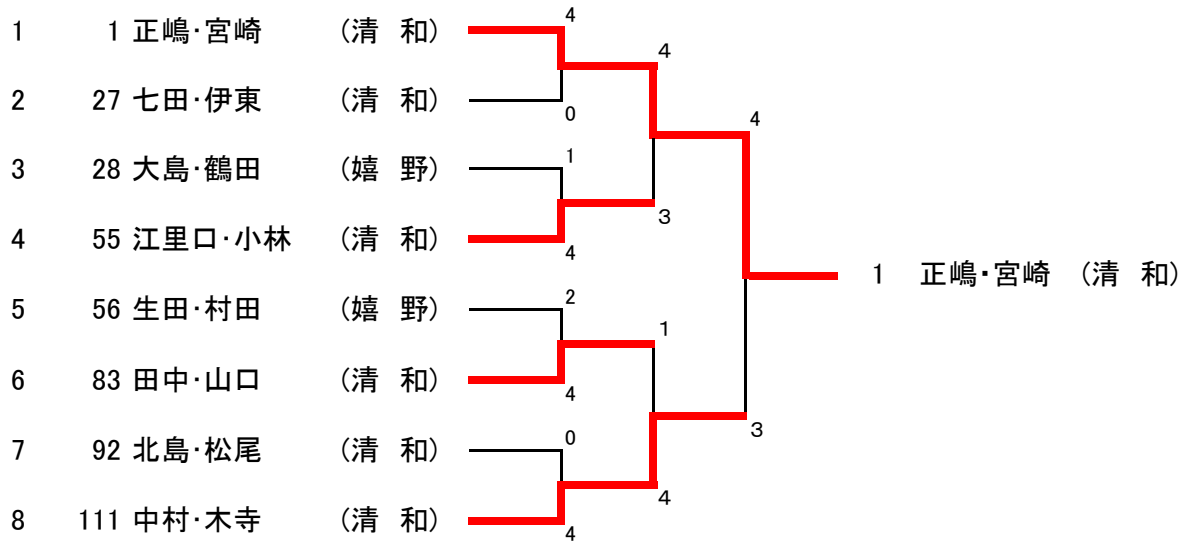 4
1 1 正嶋･宮崎 (清 和)
4
2 27 七田･伊東 (清 和)
0
4
3 28 大島･鶴田 (嬉 野)
1
3
4 55 江里口･小林 (清 和)
4
1 正嶋･宮崎 (清 和)
5 56 生田･村田 (嬉 野)
2
1
6 83 田中･山口 (清 和)
4
3
7 92 北島･松尾 (清 和)
0
4
8 111 中村･木寺 (清 和)
4